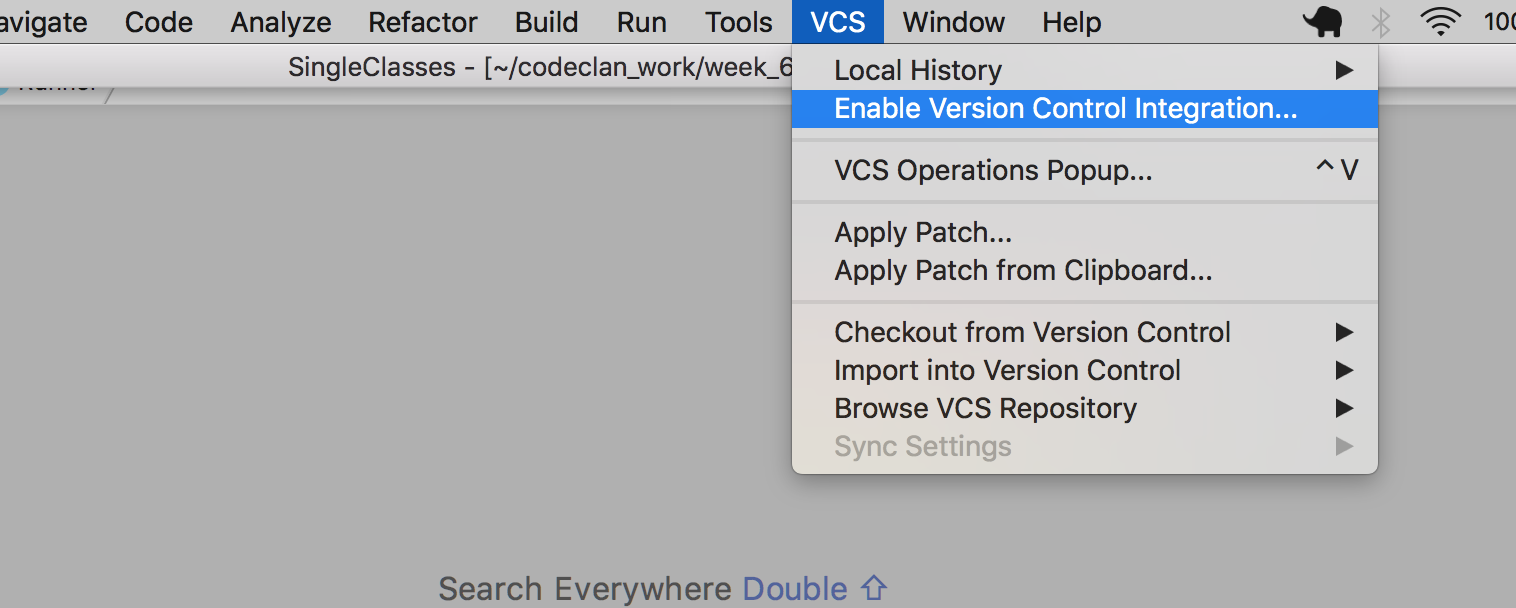 avigate Code Analyze Refactor Build Run Tools VCS Window Help 100
SingleClasses - [~/codeclan_work/week_6
Local History
Enable Version Control Integration...
VCS Operations Popup... ^V
Apply Patch...
Apply Patch from Clipboard...
Checkout from Version Control
Import into Version Control
Browse VCS Repository
Sync Settings
Search Everywhere Double ⇧